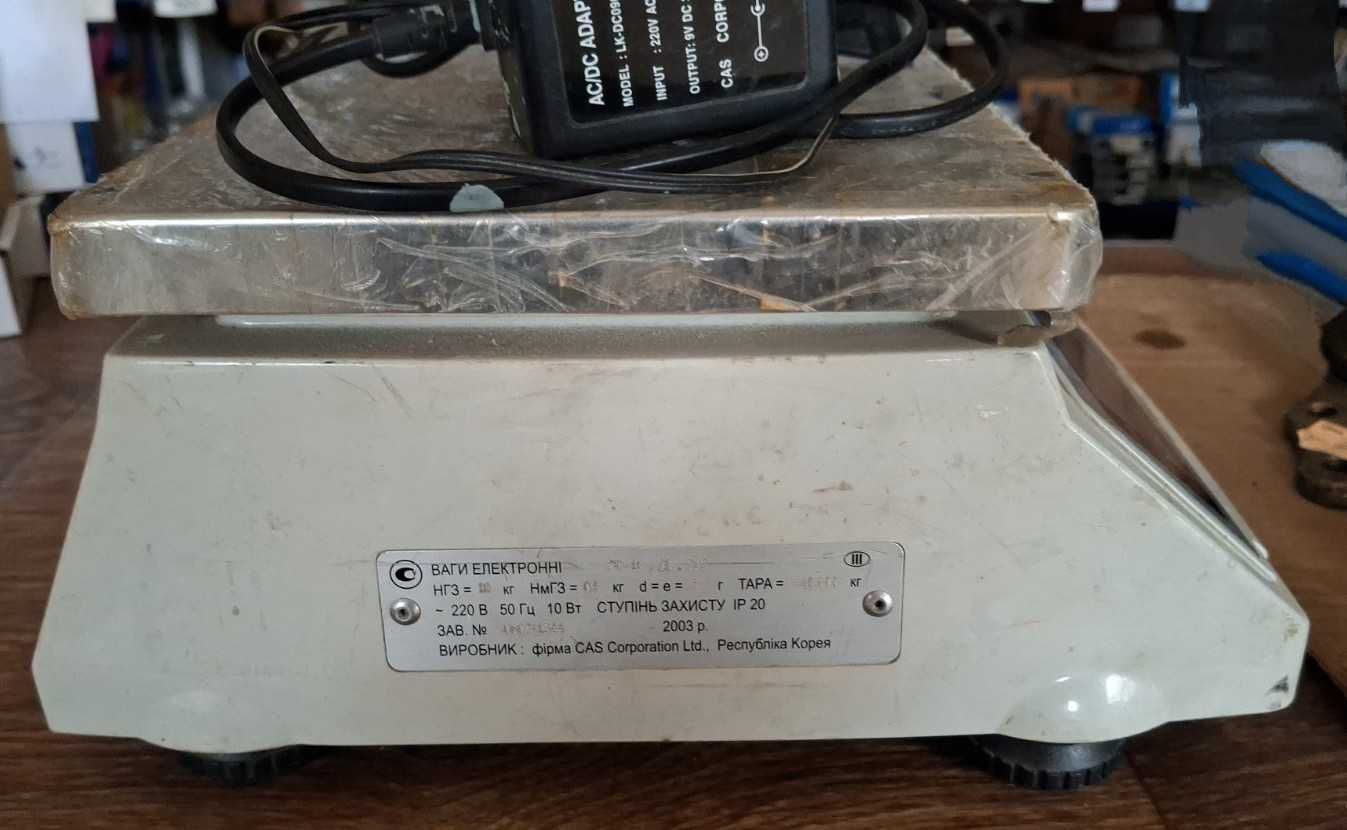 AC/DC ADAP
MODEL : LK-DC09
INPUT : 220V AC
OUTPUT: 9V DC
CAS CORPO
ВАГИ ЕЛЕКТРОННІ III
НГЗ = кг НмГЗ = кг d = e = г ТАРА = кг
~ 220 В 50 Гц 10 Вт СТУПІНЬ ЗАХИСТУ IP 20
ЗАВ. № 2003 р.
ВИРОБНИК : фірма CAS Corporation Ltd., Республіка Корея